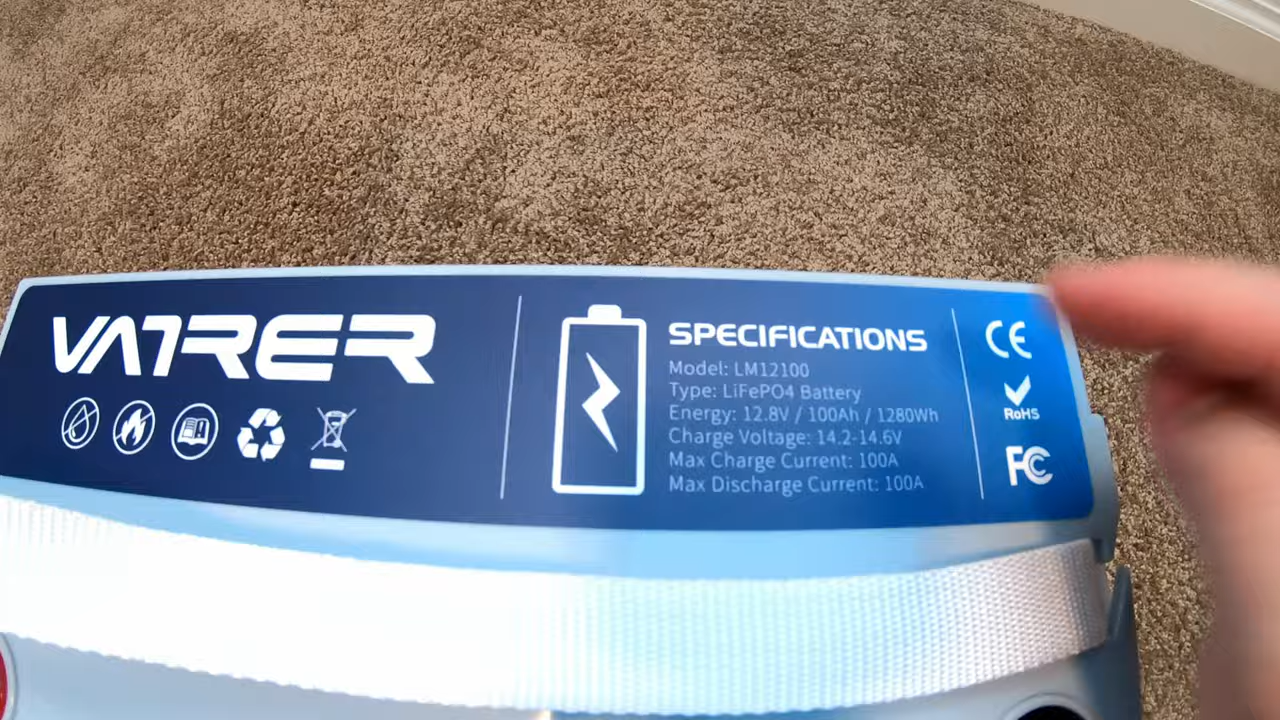 VATRER
SPECIFICATIONS
Model: LM12100
Type: LiFePO4 Battery
Energy: 12.8V / 100Ah / 1280Wh
Charge Voltage: 14.2-14.6V
Max Charge Current: 100A
Max Discharge Current: 100A
CE
RoHS
FC